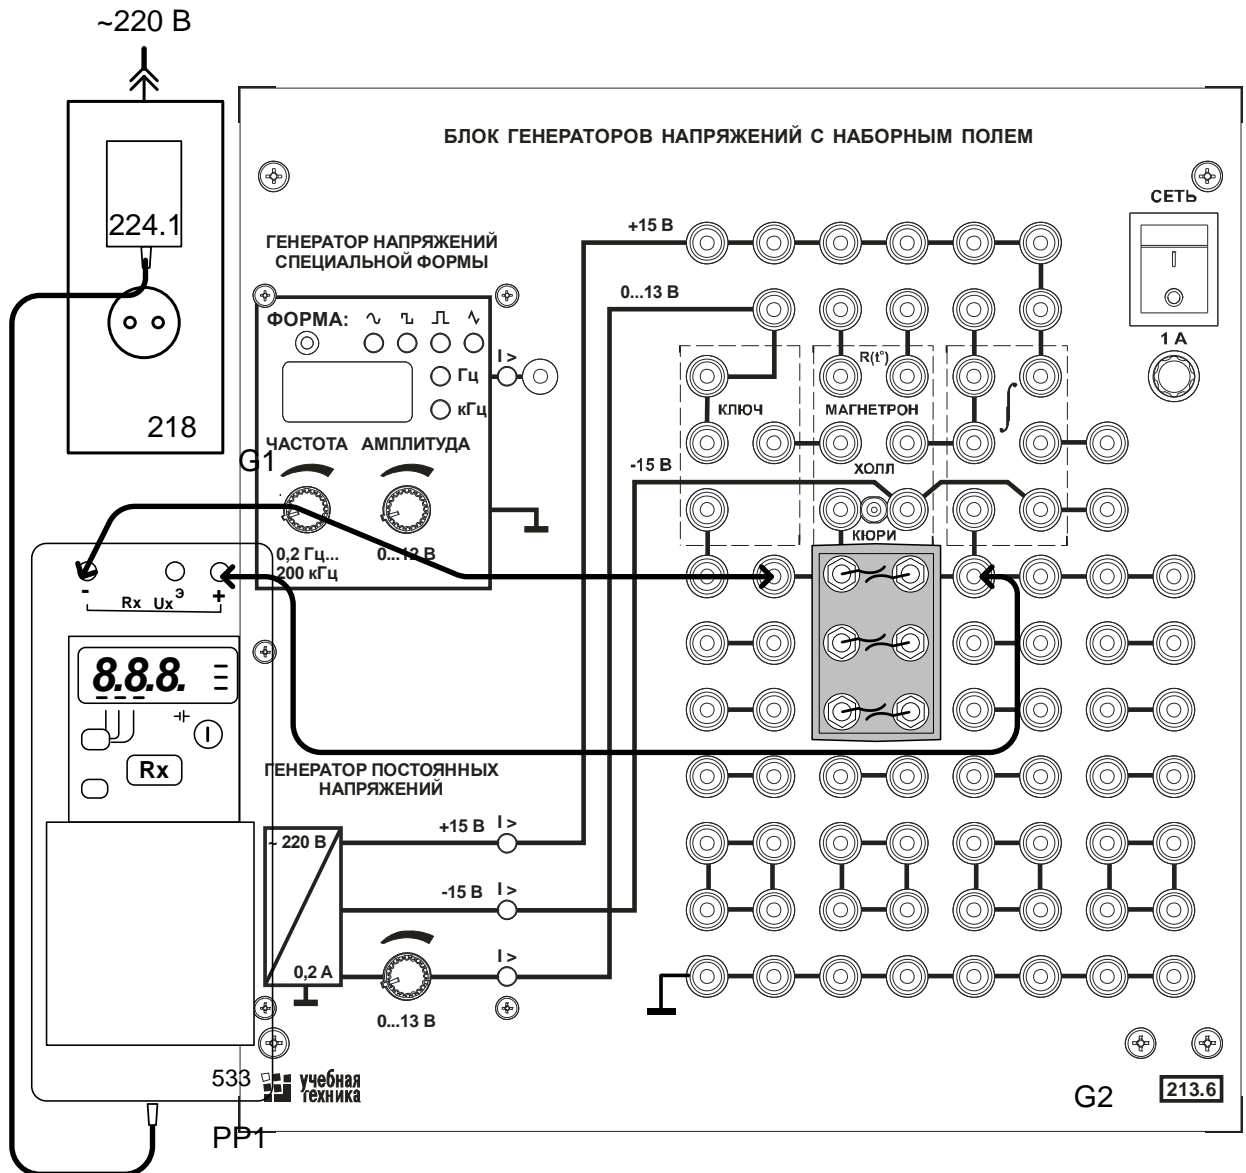 ~220 В
БЛОК ГЕНЕРАТОРОВ НАПРЯЖЕНИЙ С НАБОРНЫМ ПОЛЕМ
СЕТЬ
I
1 А
224.1
218
ГЕНЕРАТОР НАПРЯЖЕНИЙ
СПЕЦИАЛЬНОЙ ФОРМЫ
ФОРМА:
I >
Гц
кГц
ЧАСТОТА АМПЛИТУДА
G1
0,2 Гц...
200 кГц
0...12 В
+15 В
0...13 В
-15 В
R(t°)
КЛЮЧ
МАГНЕТРОН
∫
ХОЛЛ
КЮРИ
- Rx Ux Э +
8.8.8.
I
Rx
ГЕНЕРАТОР ПОСТОЯННЫХ
НАПРЯЖЕНИЙ
~ 220 В
+15 В I >
-15 В I >
0,2 А
I >
0...13 В
533
учебная
техника
PP1
G2
213.6